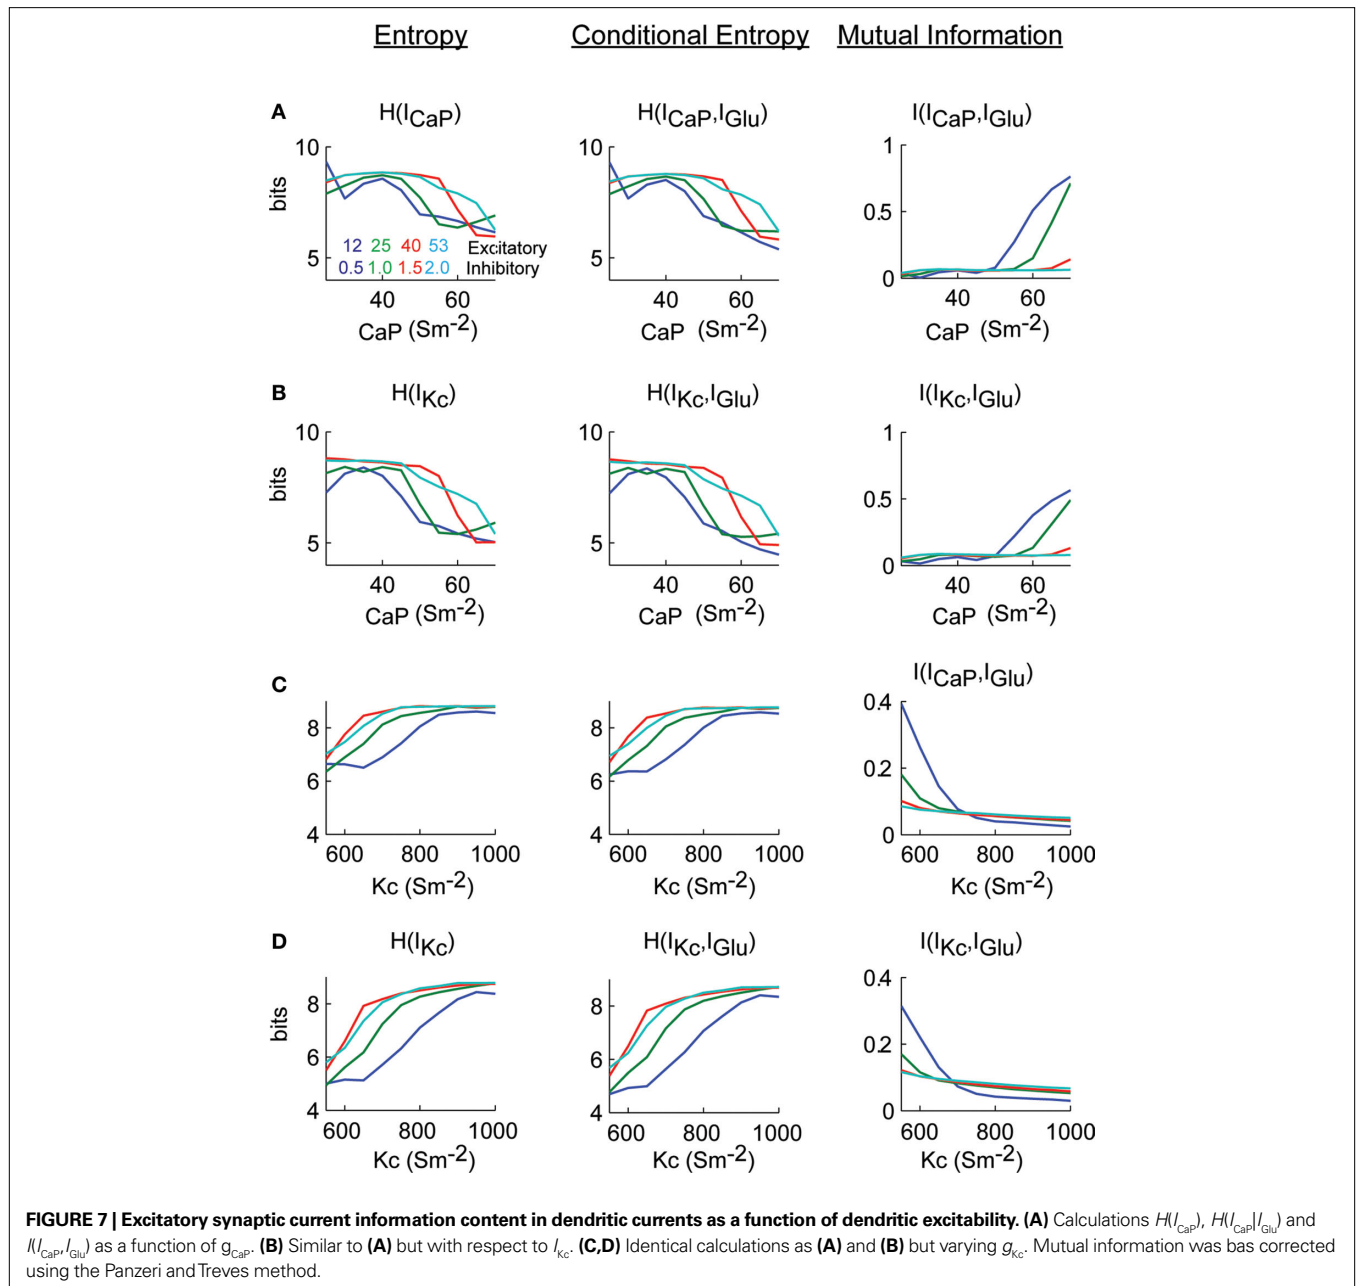 Entropy Conditional Entropy Mutual Information
A H(ICaP) H(ICaP,IGlu) I(ICaP,IGlu)
10 10 1
bits
0.5
5 5 0
12 25 40 53 Excitatory
0.5 1.0 1.5 2.0 Inhibitory
40 60 40 60 40 60
CaP (Sm-2) CaP (Sm-2) CaP (Sm-2)
B H(IKc) H(IKc,IGlu) I(IKc,IGlu)
10 10 1
bits
0.5
5 5 0
40 60 40 60 40 60
CaP (Sm-2) CaP (Sm-2) CaP (Sm-2)
C I(ICaP,IGlu)
8 8 0.4
6 6 0.2
4 4 0
600 800 1000 600 800 1000 600 800 1000
Kc (Sm-2) Kc (Sm-2) Kc (Sm-2)
D H(IKc) H(IKc,IGlu) I(IKc,IGlu)
bits
8 8 0.4
6 6 0.2
4 4 0
600 800 1000 600 800 1000 600 800 1000
Kc (Sm-2) Kc (Sm-2) Kc (Sm-2)
FIGURE 7 | Excitatory synaptic current information content in dendritic currents as a function of dendritic excitability. (A) Calculations H(ICaP), H(ICaP|IGlu) and
I(ICaP,IGlu) as a function of gCaP. (B) Similar to (A) but with respect to IKc. (C,D) Identical calculations as (A) and (B) but varying gKc. Mutual information was bas corrected
using the Panzeri and Treves method.